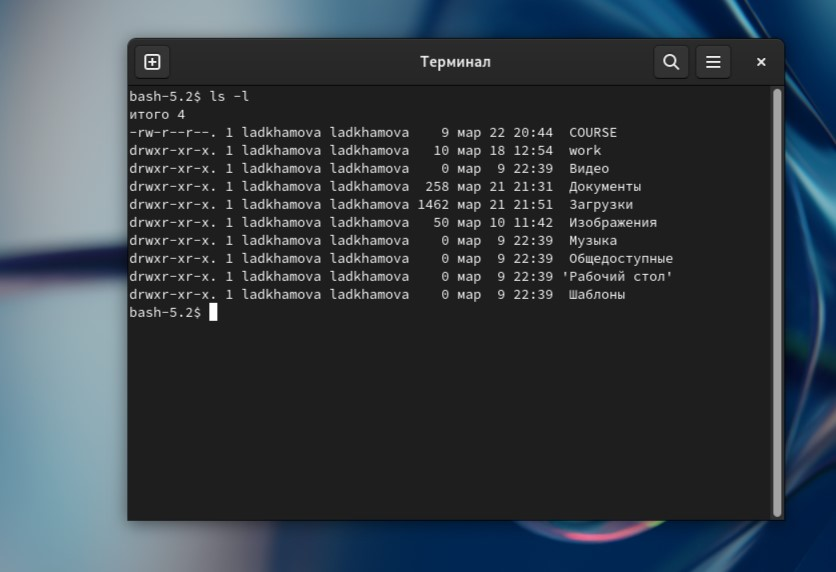 Терминал
bash-5.2$ ls -l
итого 4
-rw-r--r--. 1 ladkhamova ladkhamova    9 мар 22 20:44  COURSE
drwxr-xr-x. 1 ladkhamova ladkhamova   10 мар 18 12:54  work
drwxr-xr-x. 1 ladkhamova ladkhamova    0 мар  9 22:39  Видео
drwxr-xr-x. 1 ladkhamova ladkhamova  258 мар 21 21:31  Документы
drwxr-xr-x. 1 ladkhamova ladkhamova 1462 мар 21 21:51  Загрузки
drwxr-xr-x. 1 ladkhamova ladkhamova   50 мар 10 11:42  Изображения
drwxr-xr-x. 1 ladkhamova ladkhamova    0 мар  9 22:39  Музыка
drwxr-xr-x. 1 ladkhamova ladkhamova    0 мар  9 22:39  Общедоступные
drwxr-xr-x. 1 ladkhamova ladkhamova    0 мар  9 22:39 'Рабочий стол'
drwxr-xr-x. 1 ladkhamova ladkhamova    0 мар  9 22:39  Шаблоны
bash-5.2$